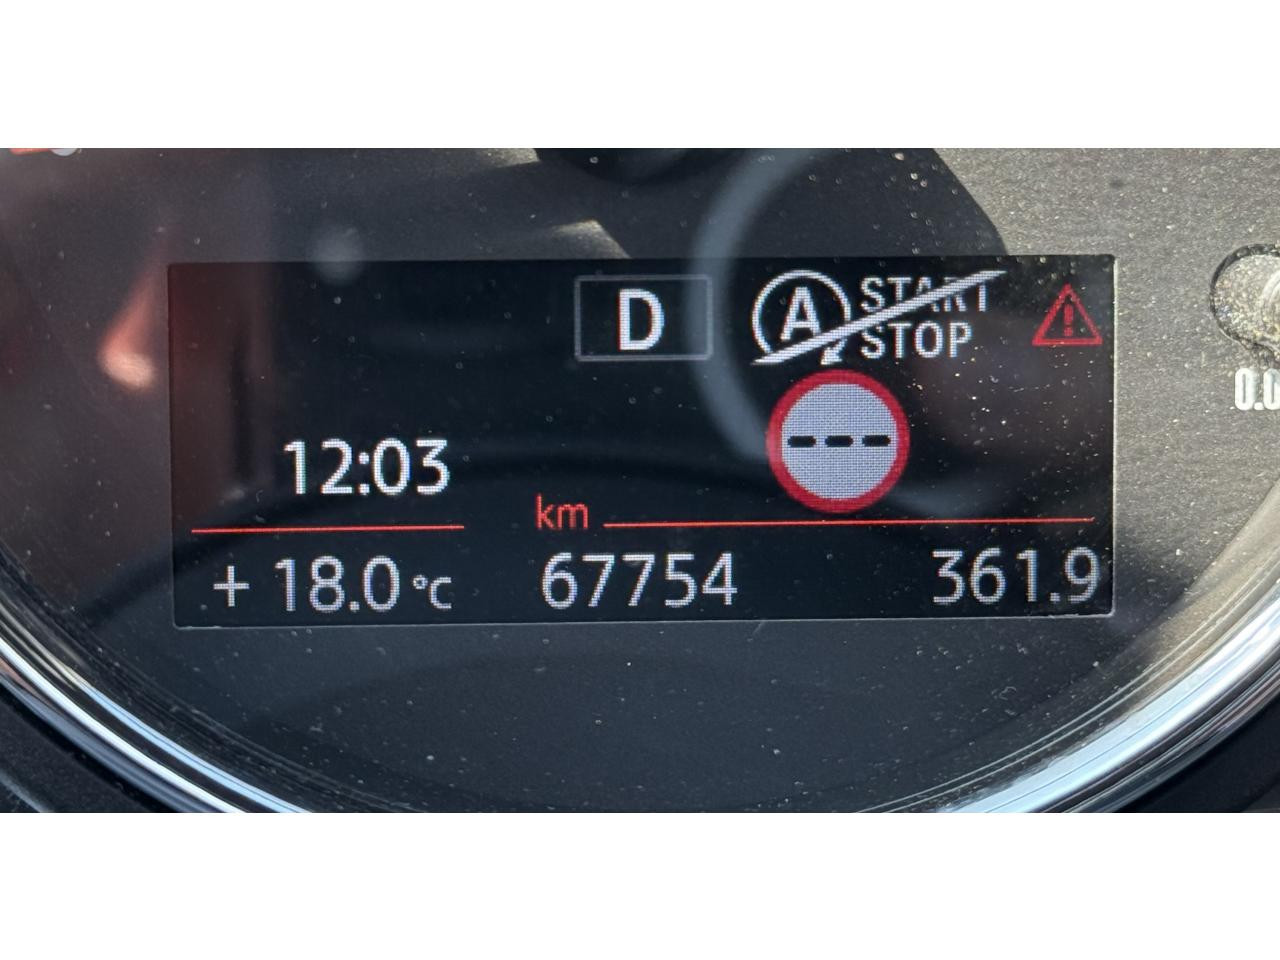 D
A START
STOP
---
12:03
km
+18.0 °C 67754 361.9